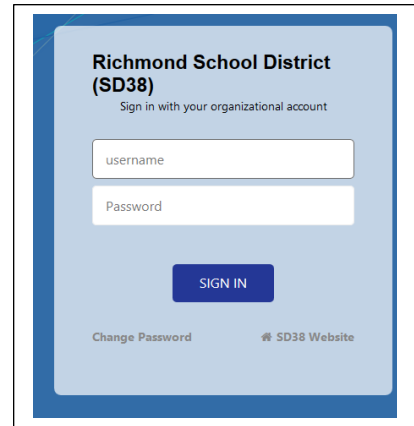 Richmond School District
(SD38)
Sign in with your organizational account
username
Password
SIGN IN
Change Password
SD38 Website